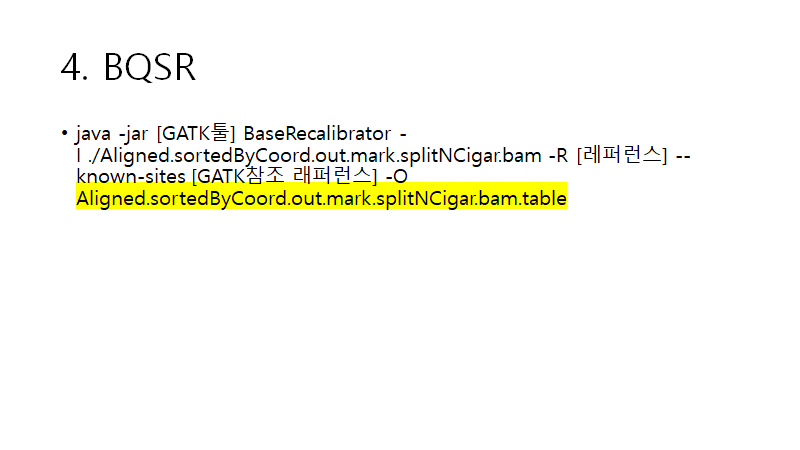 4. BQSR
• java -jar [GATK툴] BaseRecalibrator -
I ./Aligned.sortedByCoord.out.mark.splitNCigar.bam -R [레퍼런스] --
known-sites [GATK참조 래퍼런스] -O
Aligned.sortedByCoord.out.mark.splitNCigar.bam.table